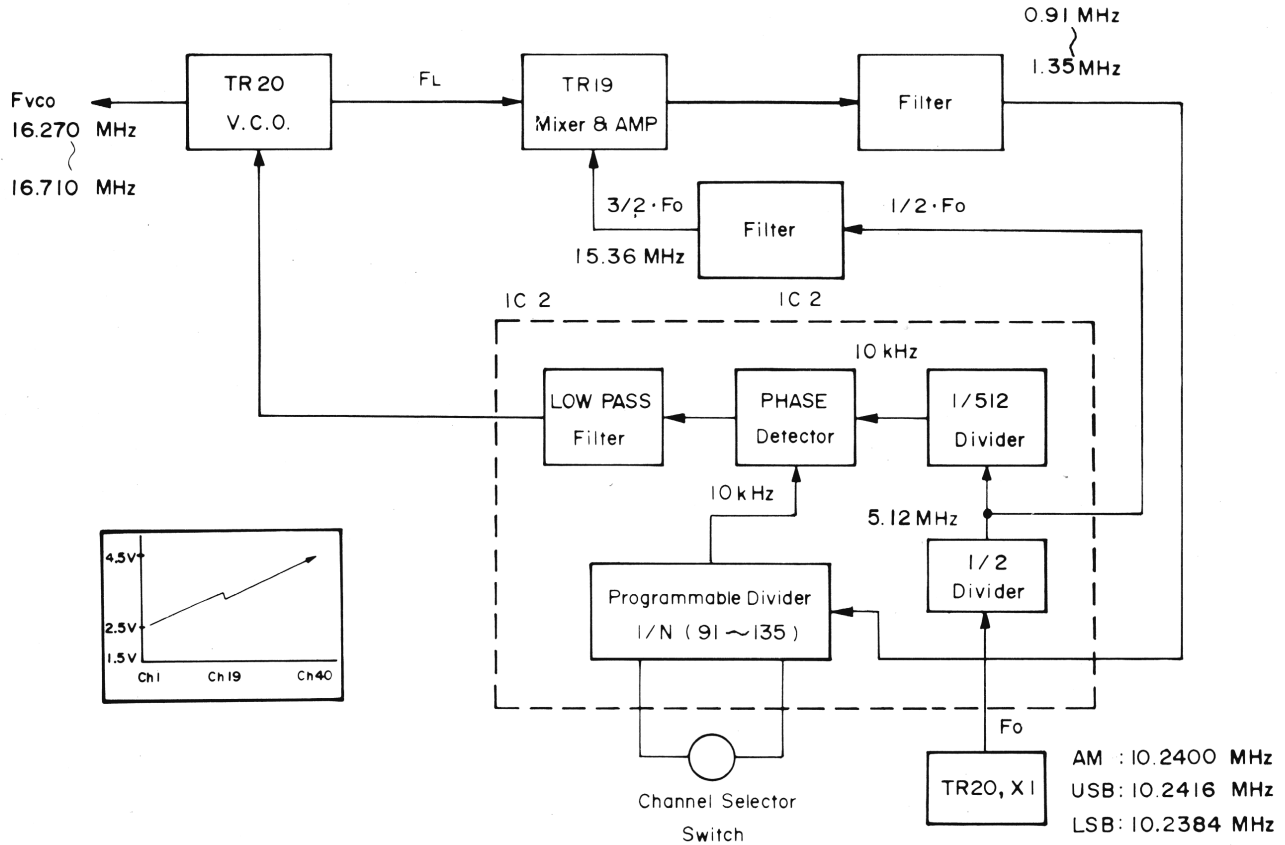 0.91 MHz
1.35 MHz
Fvco
16.270 MHz
16.710 MHz
TR 20
V.C.O.
FL
TR19
Mixer & AMP
Filter
3/2·Fo
15.36 MHz
Filter
1/2·Fo
IC 2
IC 2
10 kHz
LOW PASS
Filter
PHASE
Detector
1/512
Divider
10 kHz
5.12 MHz
1/2
Divider
Programmable Divider
1/N (91~135)
4.5V
2.5V
1.5V
Ch1
Ch19
Ch40
Fo
TR20, X1
Channel Selector
Switch
AM : 10.2400 MHz
USB: 10.2416 MHz
LSB: 10.2384 MHz